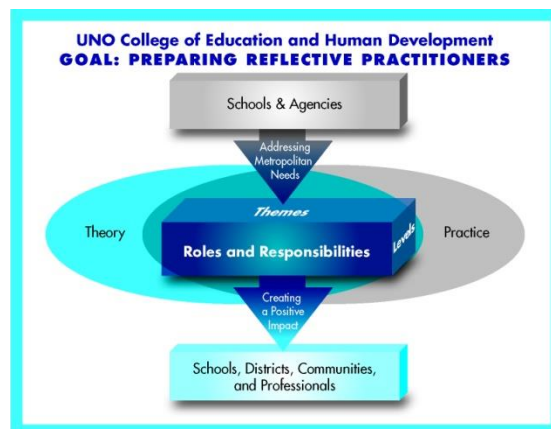 UNO College of Education and Human Development
GOAL: PREPARING REFLECTIVE PRACTITIONERS
Schools & Agencies
Addressing
Metropolitan
Needs
Themes
Theory
Roles and Responsibilities
Levels
Practice
Creating
a Positive
Impact
Schools, Districts, Communities,
and Professionals